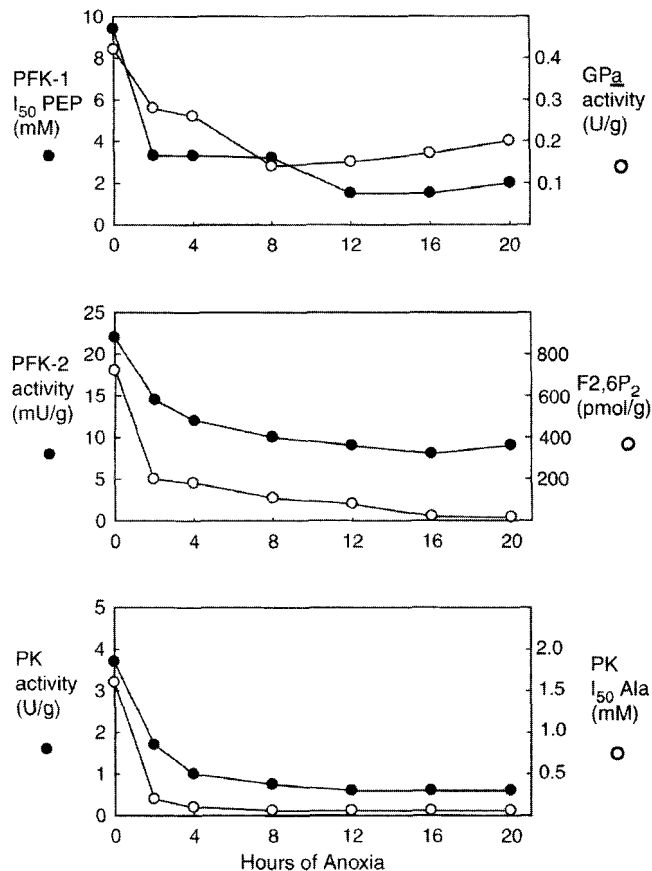 10
8
6
4
2
0
PFK-1
I₅₀ PEP
(mM)
0.4
0.3
0.2
0.1
GPa
activity
(U/g)
0 4 8 12 16 20
25
20
15
10
5
0
PFK-2
activity
(mU/g)
800
600
400
200
F2,6P₂
(pmol/g)
0 4 8 12 16 20
5
4
3
2
1
0
PK
activity
(U/g)
2.0
1.5
1.0
0.5
PK
I₅₀ Ala
(mM)
0 4 8 12 16 20
Hours of Anoxia